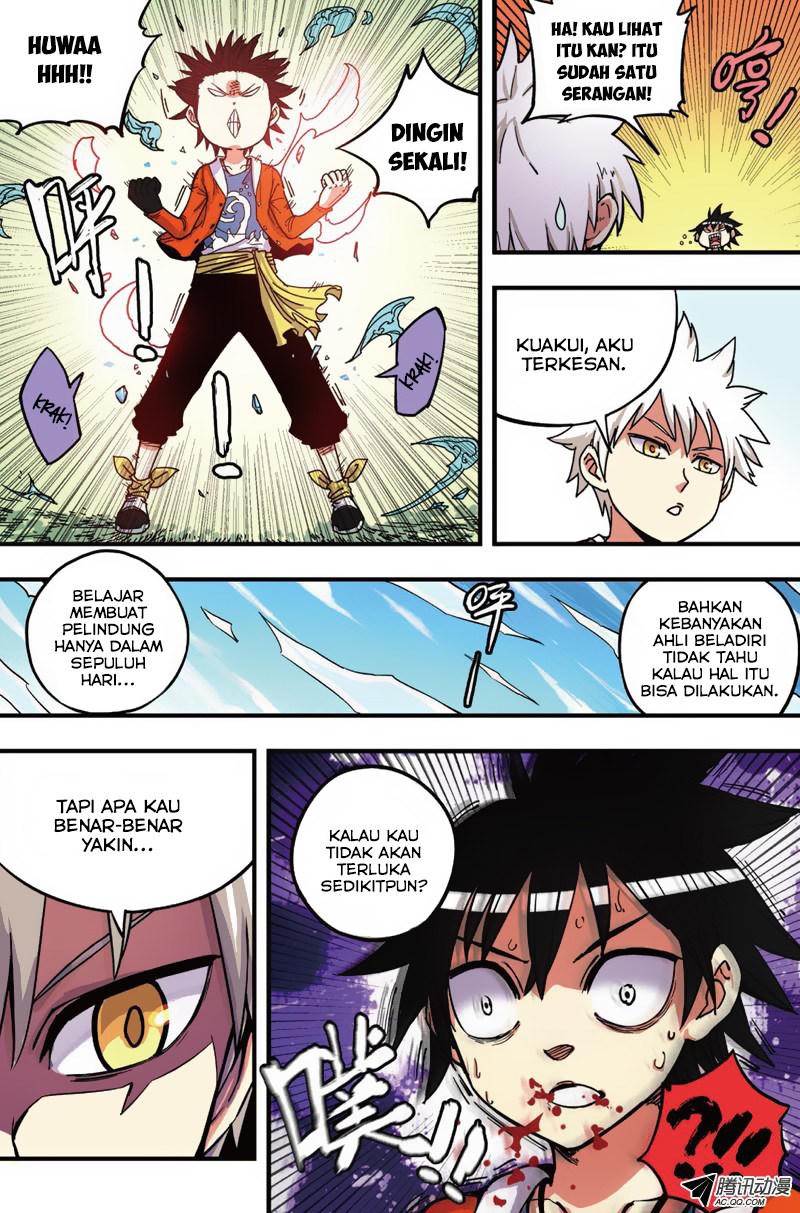 HUWAA
HHH!!
DINGIN
SEKALI!
呼
!
!
KRAK!
KRAK!
HA! KAU LIHAT
ITU KAN? ITU
SUDAH SATU
SERANGAN!
哼!
KUAKUI, AKU
TERKESAN.
BELAJAR
MEMBUAT
PELINDUNG
HANYA DALAM
SEPULUH
HARI...
呼
!
BAHKAN
KEBANYAKAN
AHLI BELADIRI
TIDAK TAHU
KALAU HAL ITU
BISA DILAKUKAN.
TAPI APA KAU
BENAR-BENAR
YAKIN...
KALAU KAU
TIDAK AKAN
TERLUKA
SEDIKITPUN?
噗!!
?!!
腾讯动漫
AC.QQ.COM